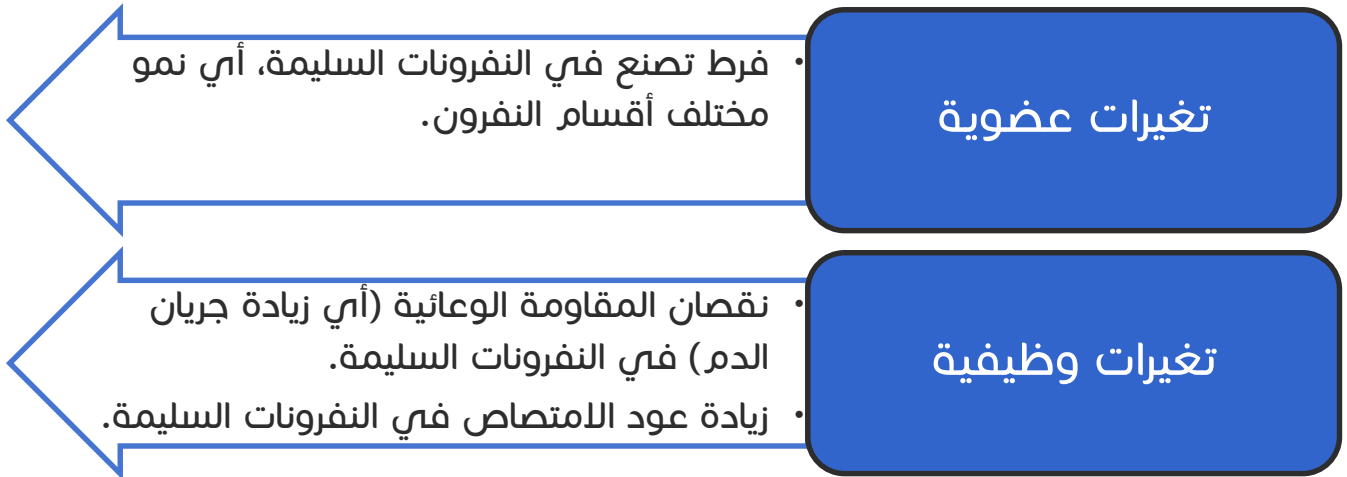 تغيرات عضوية
• فرط تصنع في النفرونات السليمة، أي نمو
مختلف أقسام النفرون.
تغيرات وظيفية
• نقصان المقاومة الوعائية (أي زيادة جريان
الدم) في النفرونات السليمة.
• زيادة عود الامتصاص في النفرونات السليمة.